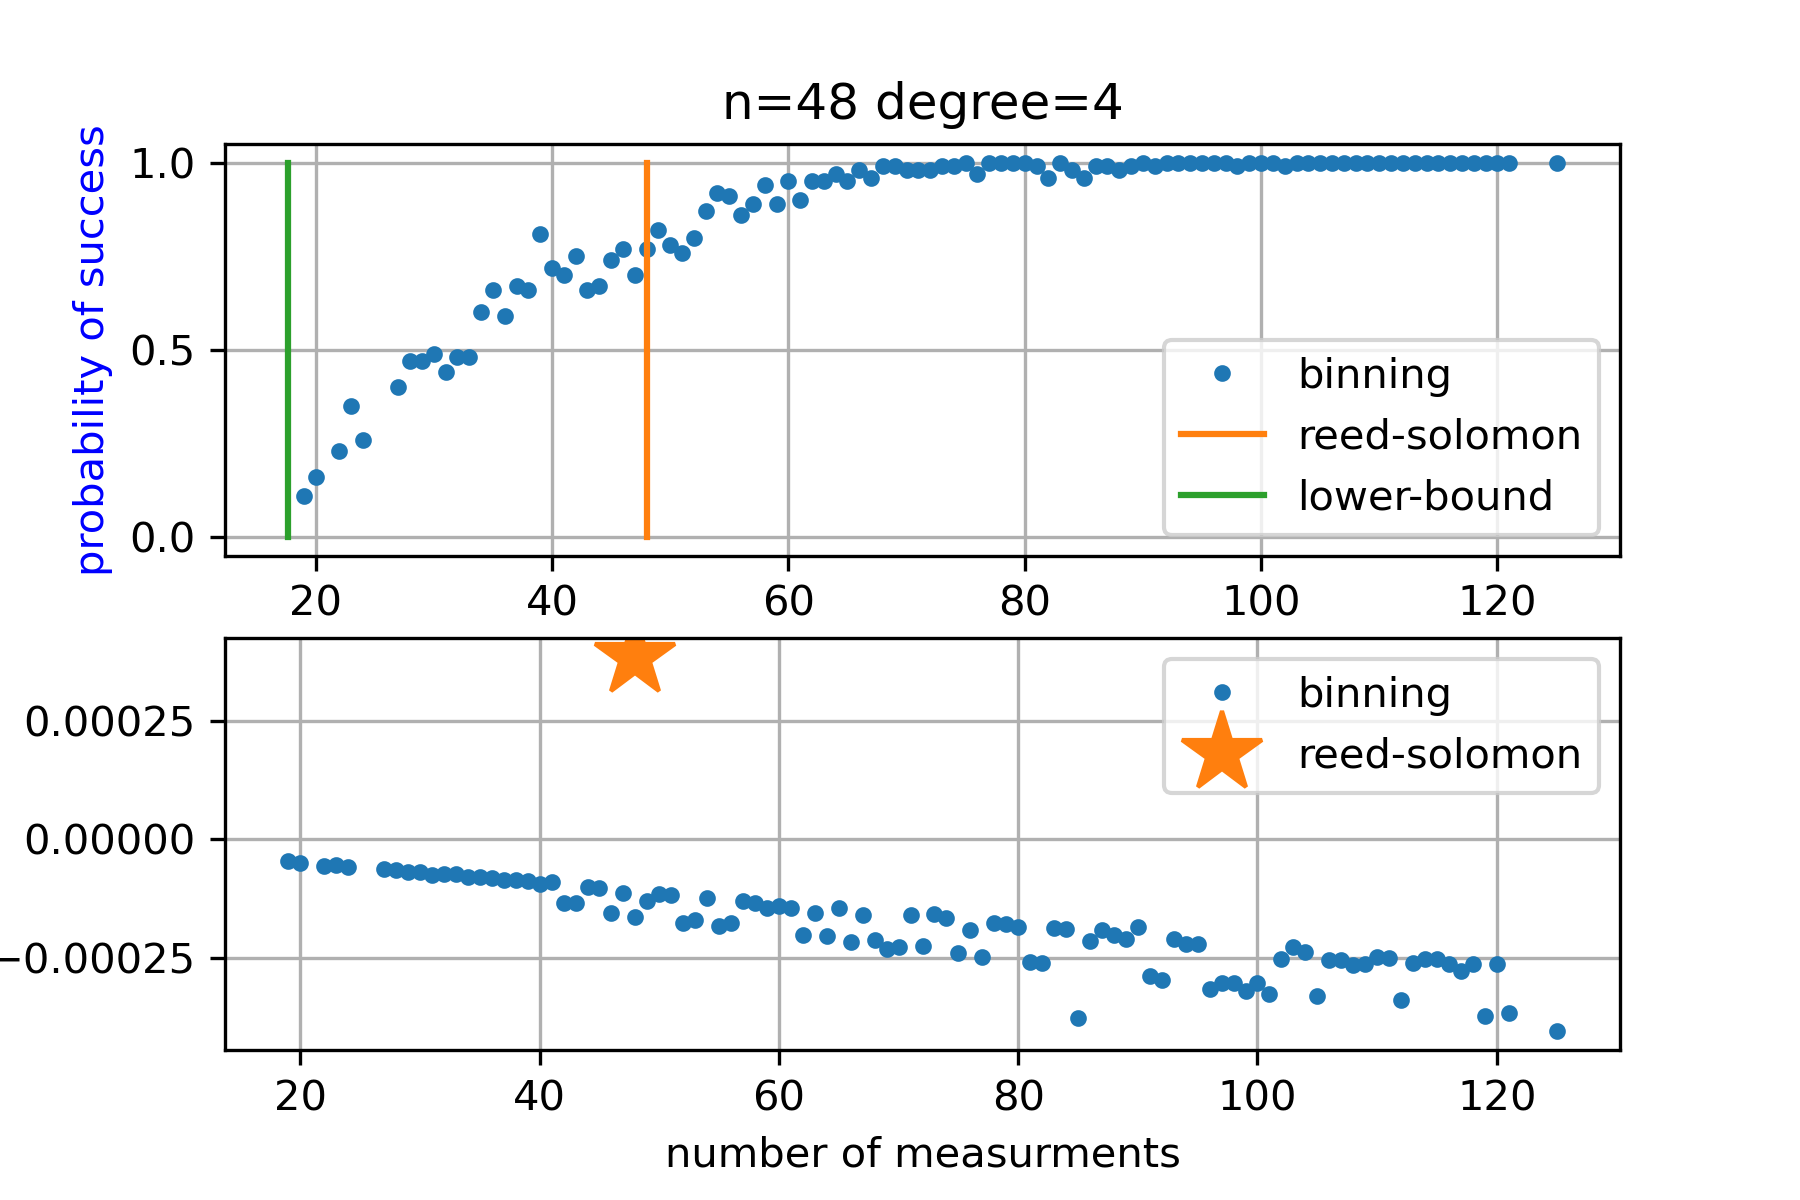 n=48 degree=4
probability of success
1.0
0.5
0.0
20 40 60 80 100 120
binning
reed-solomon
lower-bound
0.00025
0.00000
−0.00025
20 40 60 80 100 120
binning
reed-solomon
number of measurments